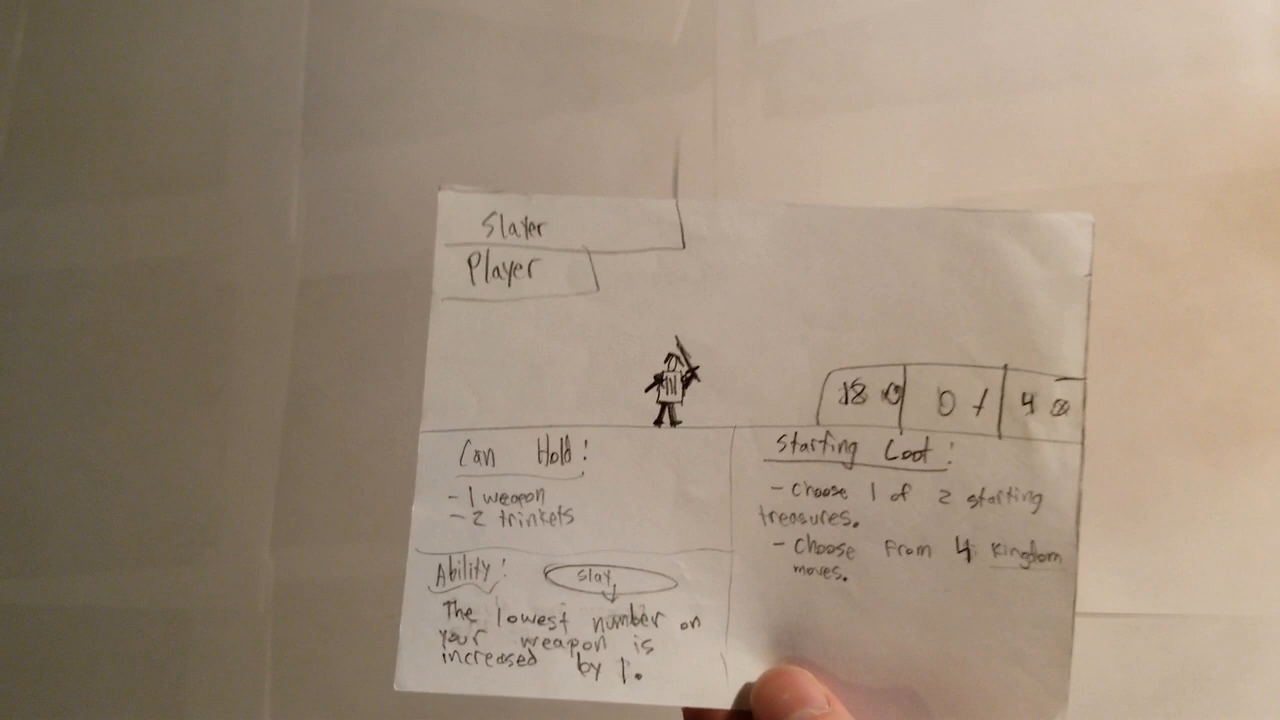 Slayer
Player
18 0 4
Can Hold!
- 1 weapon
- 2 trinkets
Starting Loot!
- Choose 1 of 2 starting
treasures.
- Choose from 4 Kingdom
moves.
Ability!
slay
The lowest number on
your weapon is
increased by 1.